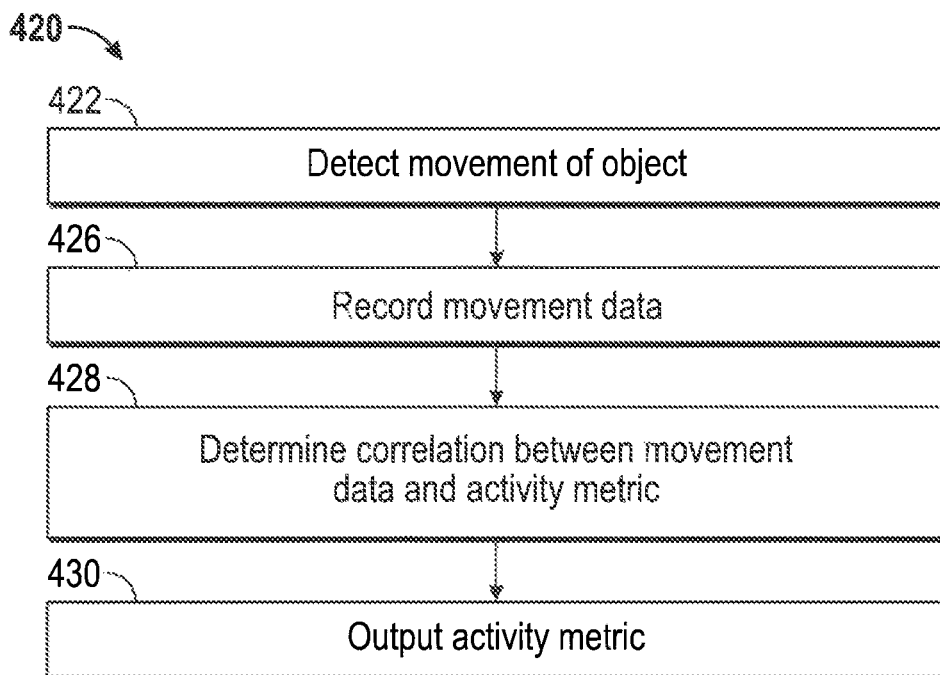 420
422
Detect movement of object
426
Record movement data
428
Determine correlation between movement
data and activity metric
430
Output activity metric